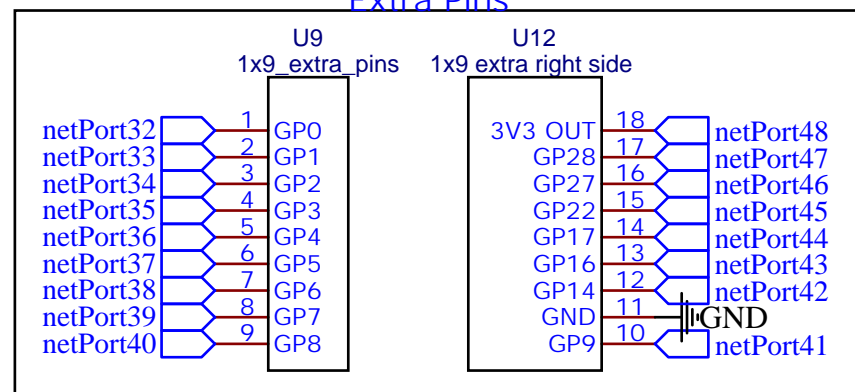 Extra Pins
U9
1x9_extra_pins
netPort32 1 GP0
netPort33 2 GP1
netPort34 3 GP2
netPort35 4 GP3
netPort36 5 GP4
netPort37 6 GP5
netPort38 7 GP6
netPort39 8 GP7
netPort40 9 GP8
U12
1x9 extra right side
3V3 OUT 18 netPort48
GP28 17 netPort47
GP27 16 netPort46
GP22 15 netPort45
GP17 14 netPort44
GP16 13 netPort43
GP14 12 netPort42
GND 11 GND
GP9 10 netPort41